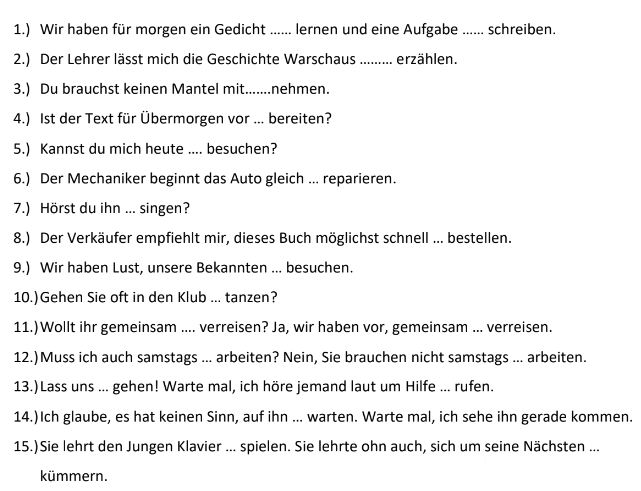 1.) Wir haben für morgen ein Gedicht …… lernen und eine Aufgabe …… schreiben.
2.) Der Lehrer lässt mich die Geschichte Warschaus ……… erzählen.
3.) Du brauchst keinen Mantel mit…….nehmen.
4.) Ist der Text für Übermorgen vor … bereiten?
5.) Kannst du mich heute …. besuchen?
6.) Der Mechaniker beginnt das Auto gleich … reparieren.
7.) Hörst du ihn … singen?
8.) Der Verkäufer empfiehlt mir, dieses Buch möglichst schnell … bestellen.
9.) Wir haben Lust, unsere Bekannten … besuchen.
10.)Gehen Sie oft in den Klub … tanzen?
11.)Wollt ihr gemeinsam …. verreisen? Ja, wir haben vor, gemeinsam … verreisen.
12.)Muss ich auch samstags … arbeiten? Nein, Sie brauchen nicht samstags … arbeiten.
13.)Lass uns … gehen! Warte mal, ich höre jemand laut um Hilfe … rufen.
14.)Ich glaube, es hat keinen Sinn, auf ihn … warten. Warte mal, ich sehe ihn gerade kommen.
15.)Sie lehrt den Jungen Klavier … spielen. Sie lehrte ohn auch, sich um seine Nächsten …
kümmern.